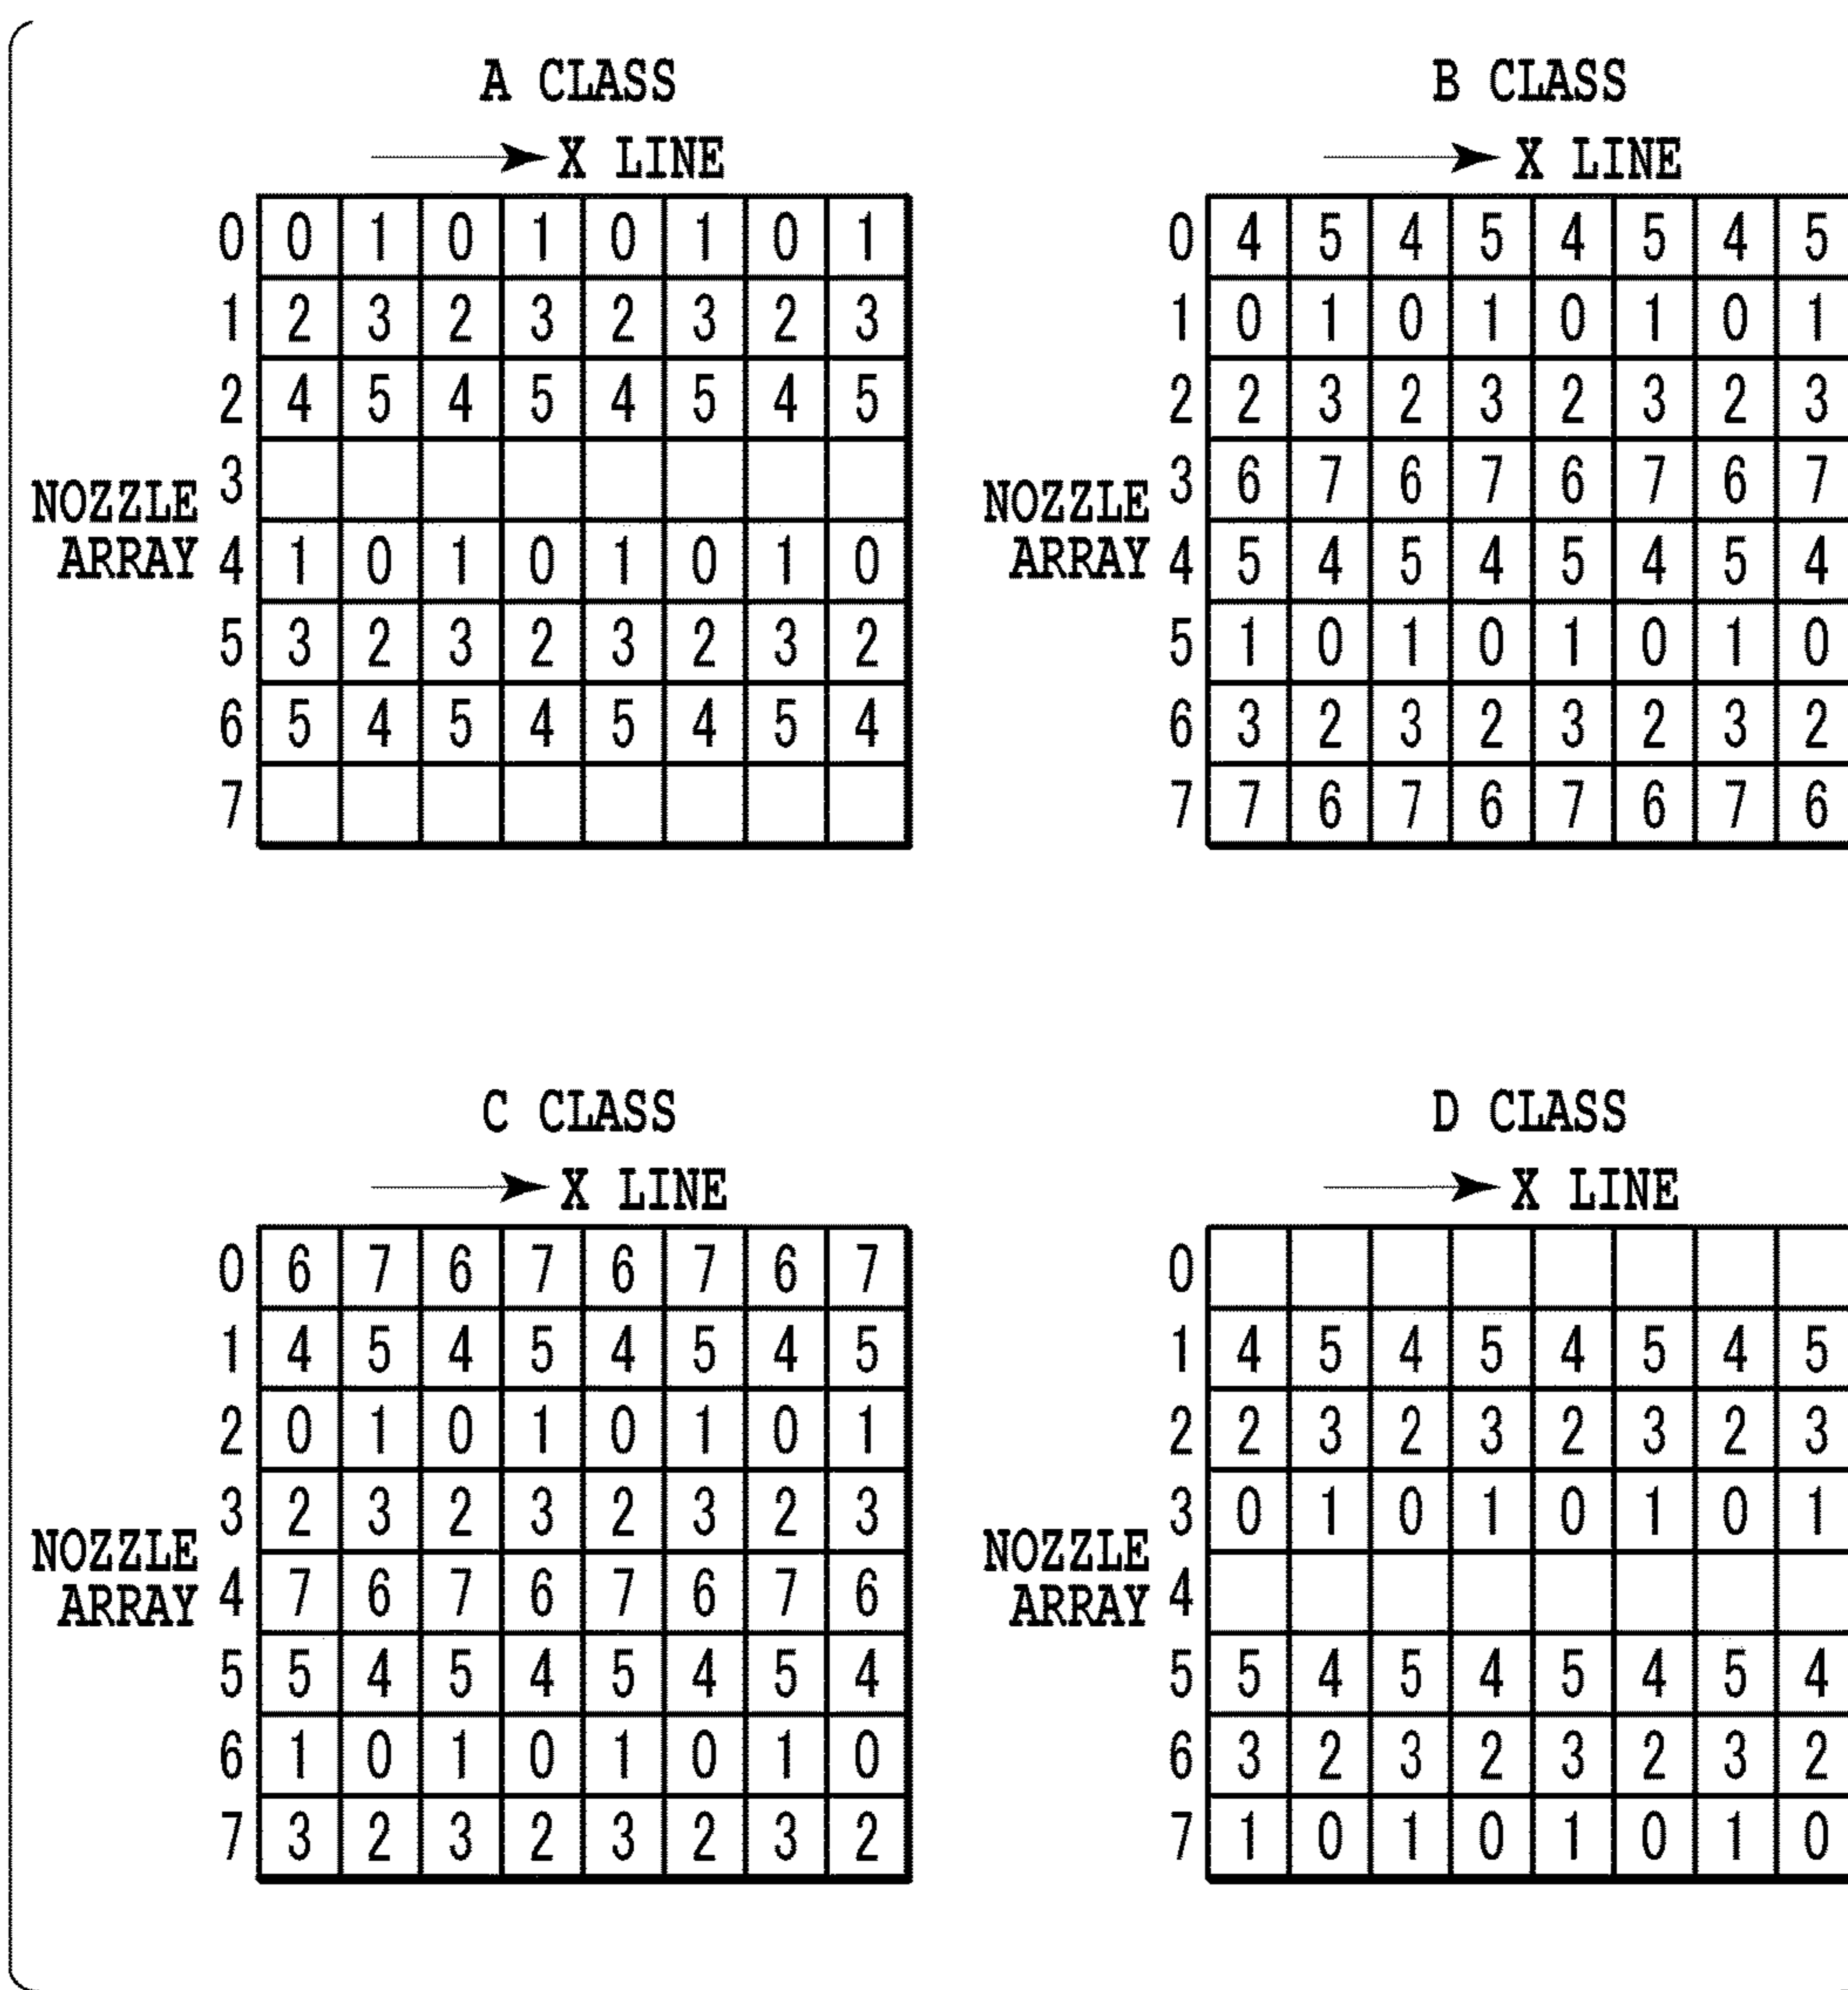 A CLASS
X LINE
0 0 1 0 1 0 1 0 1
1 2 3 2 3 2 3 2 3
2 4 5 4 5 4 5 4 5
3
NOZZLE
ARRAY
4 1 0 1 0 1 0 1 0
5 3 2 3 2 3 2 3 2
6 5 4 5 4 5 4 5 4
7
B CLASS
X LINE
0 4 5 4 5 4 5 4 5
1 0 1 0 1 0 1 0 1
2 2 3 2 3 2 3 2 3
3 6 7 6 7 6 7 6 7
NOZZLE
ARRAY
4 5 4 5 4 5 4 5 4
5 1 0 1 0 1 0 1 0
6 3 2 3 2 3 2 3 2
7 7 6 7 6 7 6 7 6
C CLASS
X LINE
0 6 7 6 7 6 7 6 7
1 4 5 4 5 4 5 4 5
2 0 1 0 1 0 1 0 1
3 2 3 2 3 2 3 2 3
NOZZLE
ARRAY
4 7 6 7 6 7 6 7 6
5 5 4 5 4 5 4 5 4
6 1 0 1 0 1 0 1 0
7 3 2 3 2 3 2 3 2
D CLASS
X LINE
0
1 4 5 4 5 4 5 4 5
2 2 3 2 3 2 3 2 3
3 0 1 0 1 0 1 0 1
NOZZLE
ARRAY
4
5 5 4 5 4 5 4 5 4
6 3 2 3 2 3 2 3 2
7 1 0 1 0 1 0 1 0